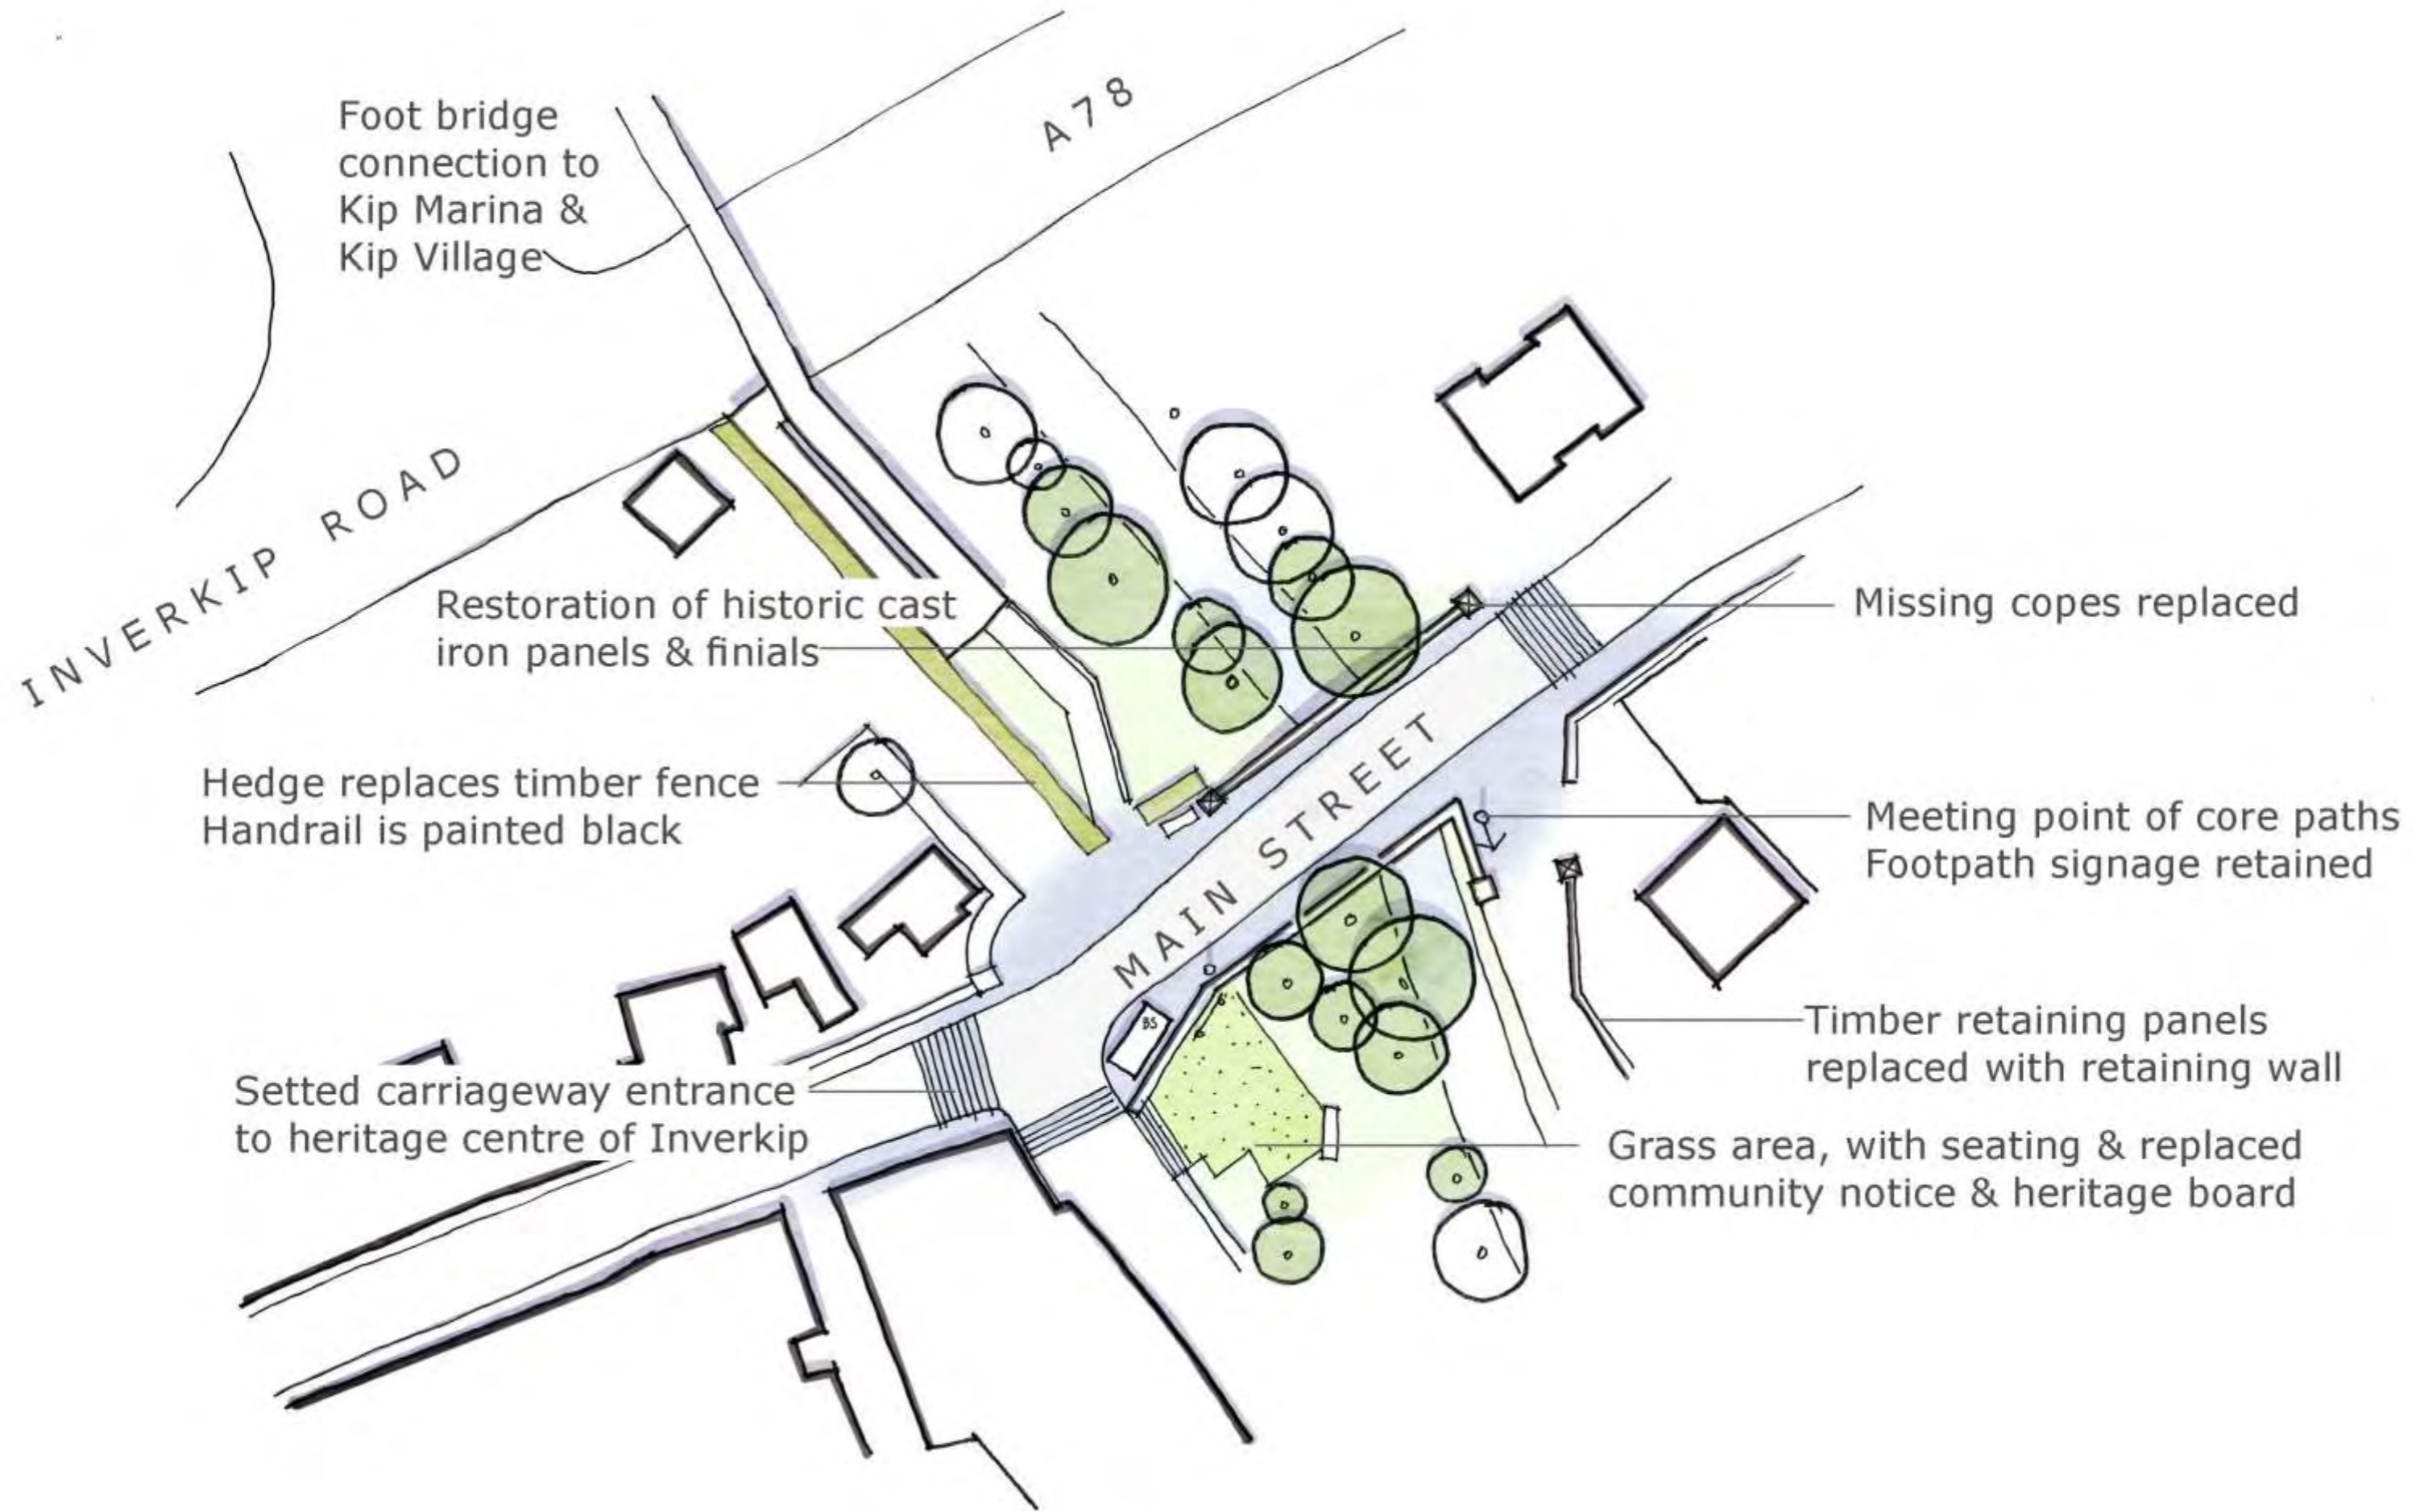 A78
Foot bridge
connection to
Kip Marina &
Kip Village
INVERKIP ROAD
Restoration of historic cast
iron panels & finials
Missing copes replaced
Hedge replaces timber fence
Handrail is painted black
MAIN STREET
Meeting point of core paths
Footpath signage retained
BS
Timber retaining panels
replaced with retaining wall
Setted carriageway entrance
to heritage centre of Inverkip
Grass area, with seating & replaced
community notice & heritage board